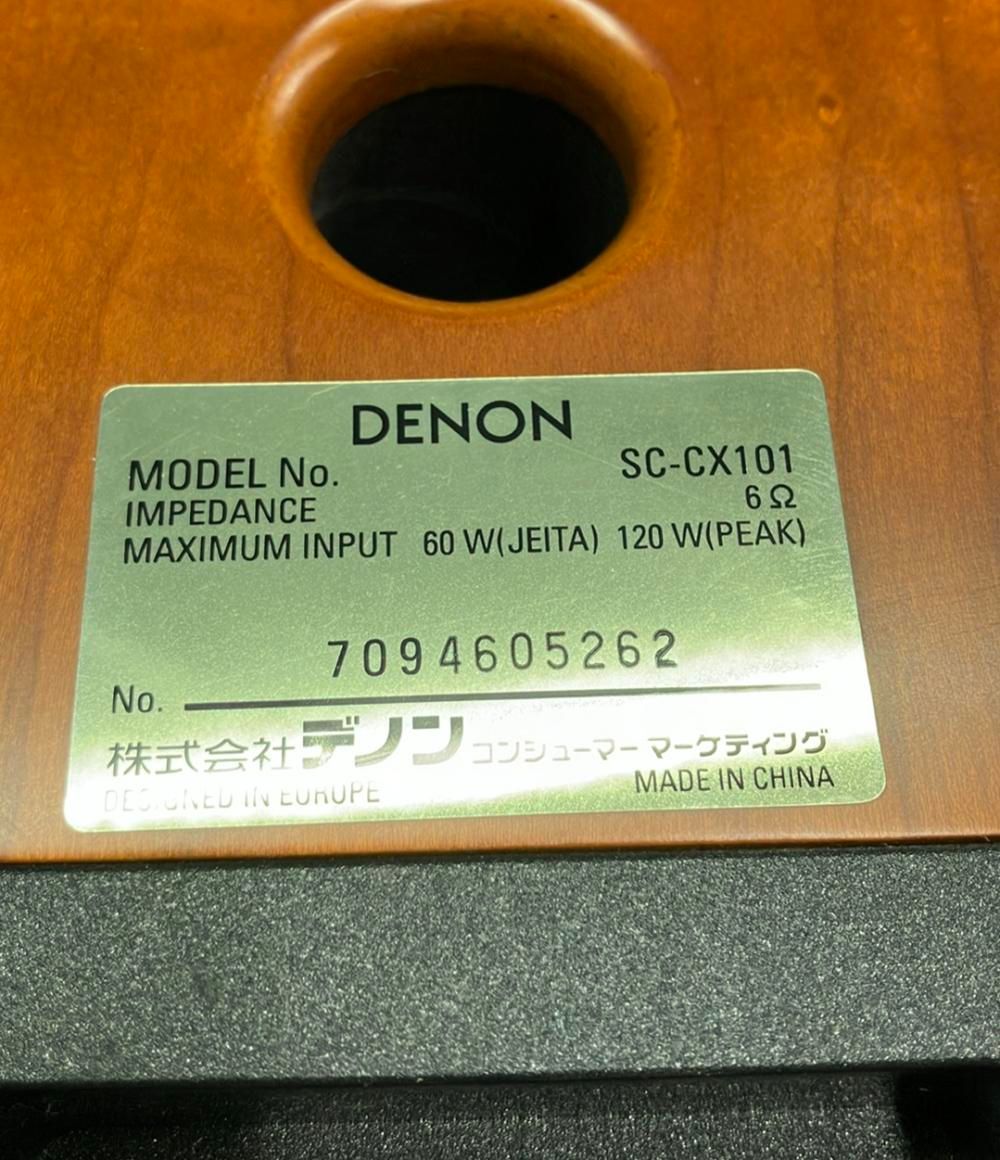 DENON
MODEL No. SC-CX101
IMPEDANCE 6Ω
MAXIMUM INPUT 60 W(JEITA) 120 W(PEAK)
7094605262
No.
株式会社デノン コンシューマー マーケティング
DESIGNED IN EUROPE MADE IN CHINA